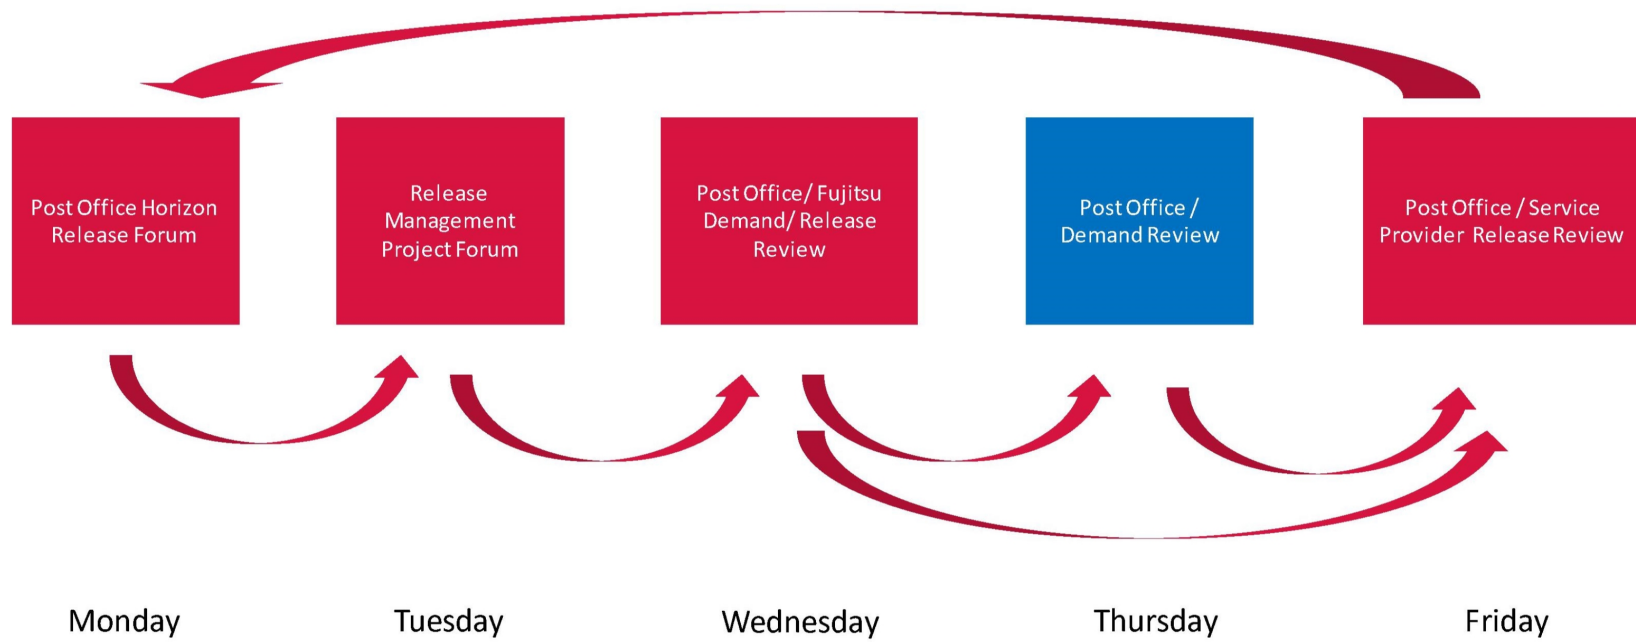 Post Office Horizon
Release Forum
Release
Management
Project Forum
Post Office/ Fujitsu
Demand/ Release
Review
Post Office /
Demand Review
Post Office / Service
Provider Release Review
Monday
Tuesday
Wednesday
Thursday
Friday